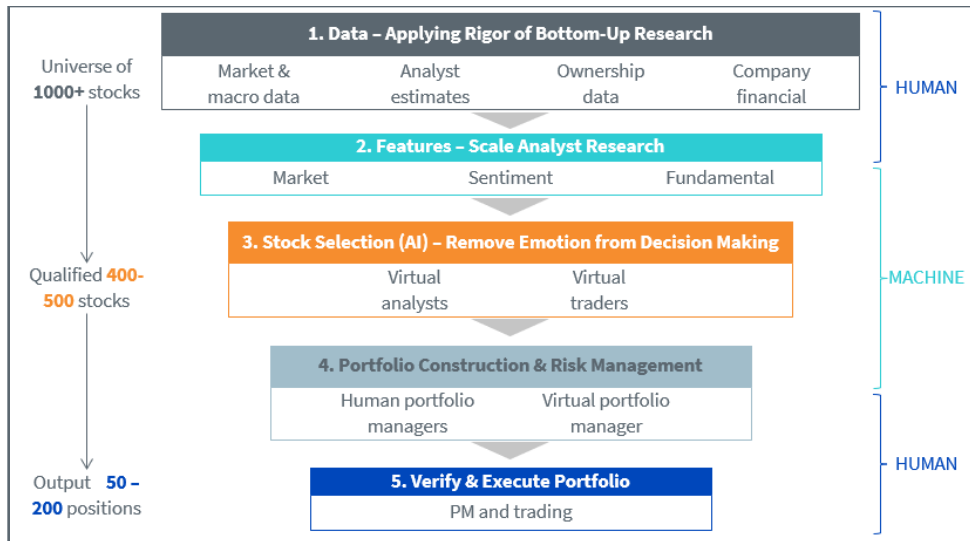 1. Data – Applying Rigor of Bottom-Up Research
Universe of
1000+ stocks
Market &
macro data
Analyst
estimates
Ownership
data
Company
financial
HUMAN
2. Features – Scale Analyst Research
Market
Sentiment
Fundamental
3. Stock Selection (AI) – Remove Emotion from Decision Making
Qualified 400-
500 stocks
Virtual
analysts
Virtual
traders
MACHINE
4. Portfolio Construction & Risk Management
Human portfolio
managers
Virtual portfolio
manager
HUMAN
5. Verify & Execute Portfolio
Output 50 –
200 positions
PM and trading